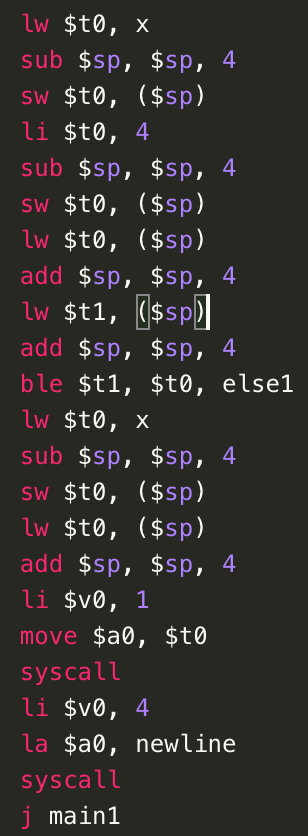 lw $t0, x
sub $sp, $sp, 4
sw $t0, ($sp)
li $t0, 4
sub $sp, $sp, 4
sw $t0, ($sp)
lw $t0, ($sp)
add $sp, $sp, 4
lw $t1, ($sp)
add $sp, $sp, 4
ble $t1, $t0, else1
lw $t0, x
sub $sp, $sp, 4
sw $t0, ($sp)
lw $t0, ($sp)
add $sp, $sp, 4
li $v0, 1
move $a0, $t0
syscall
li $v0, 4
la $a0, newline
syscall
j main1